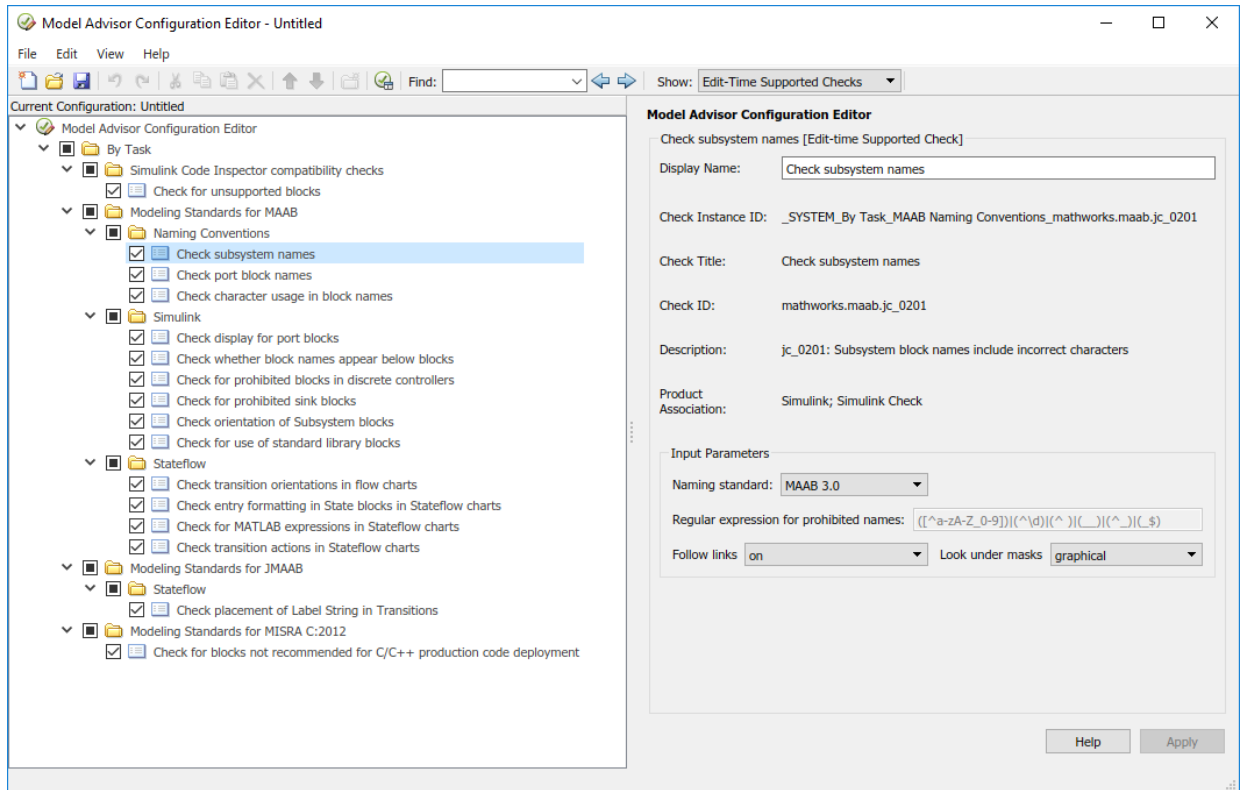 Model Advisor Configuration Editor - Untitled
File Edit View Help
Find:
Show: Edit-Time Supported Checks
Current Configuration: Untitled
Model Advisor Configuration Editor
By Task
Simulink Code Inspector compatibility checks
Check for unsupported blocks
Modeling Standards for MAAB
Naming Conventions
Check subsystem names
Check port block names
Check character usage in block names
Simulink
Check display for port blocks
Check whether block names appear below blocks
Check for prohibited blocks in discrete controllers
Check for prohibited sink blocks
Check orientation of Subsystem blocks
Check for use of standard library blocks
Stateflow
Check transition orientations in flow charts
Check entry formatting in State blocks in Stateflow charts
Check for MATLAB expressions in Stateflow charts
Check transition actions in Stateflow charts
Modeling Standards for JMAAB
Stateflow
Check placement of Label String in Transitions
Modeling Standards for MISRA C:2012
Check for blocks not recommended for C/C++ production code deployment
Model Advisor Configuration Editor
Check subsystem names [Edit-time Supported Check]
Display Name: Check subsystem names
Check Instance ID: _SYSTEM_By Task_MAAB Naming Conventions_mathworks.maab.jc_0201
Check Title: Check subsystem names
Check ID: mathworks.maab.jc_0201
Description: jc_0201: Subsystem block names include incorrect characters
Product
Association: Simulink; Simulink Check
Input Parameters
Naming standard: MAAB 3.0
Regular expression for prohibited names: ([^a-zA-Z_0-9])|(^\d)|(^ )|(__)|(^_)|(_$)
Follow links on Look under masks graphical
Help Apply